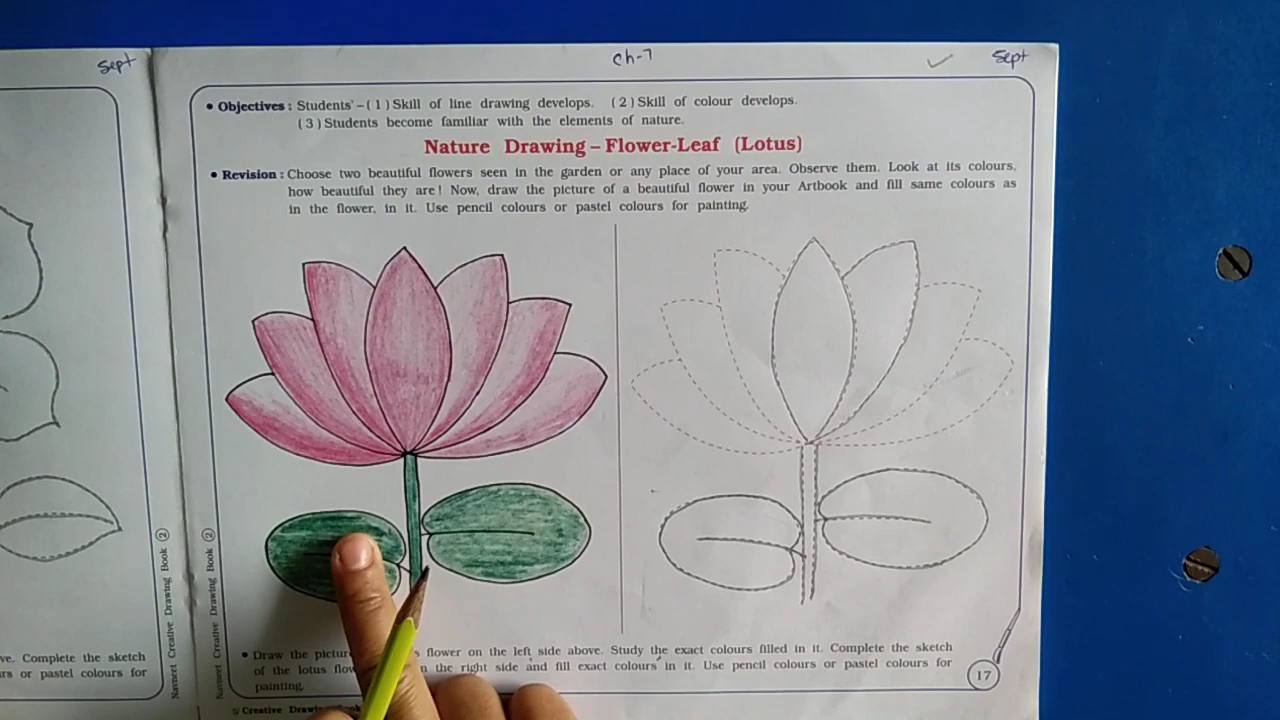 Sept
Ch-7
Sept
• Objectives : Students' – ( 1 ) Skill of line drawing develops. ( 2 ) Skill of colour develops.
( 3 ) Students become familiar with the elements of nature.
Nature Drawing – Flower-Leaf (Lotus)
• Revision : Choose two beautiful flowers seen in the garden or any place of your area. Observe them. Look at its colours,
how beautiful they are ! Now, draw the picture of a beautiful flower in your Artbook and fill same colours as
in the flower, in it. Use pencil colours or pastel colours for painting.
Navneet Creative Drawing Book 2
Navneet Creative Drawing Book 2
ve. Complete the sketch
rs or pastel colours for
• Draw the pictur s flower on the left side above. Study the exact colours filled in it. Complete the sketch
of the lotus flow n the right side and fill exact colours in it. Use pencil colours or pastel colours for
painting.
17
Creative Drawing Book